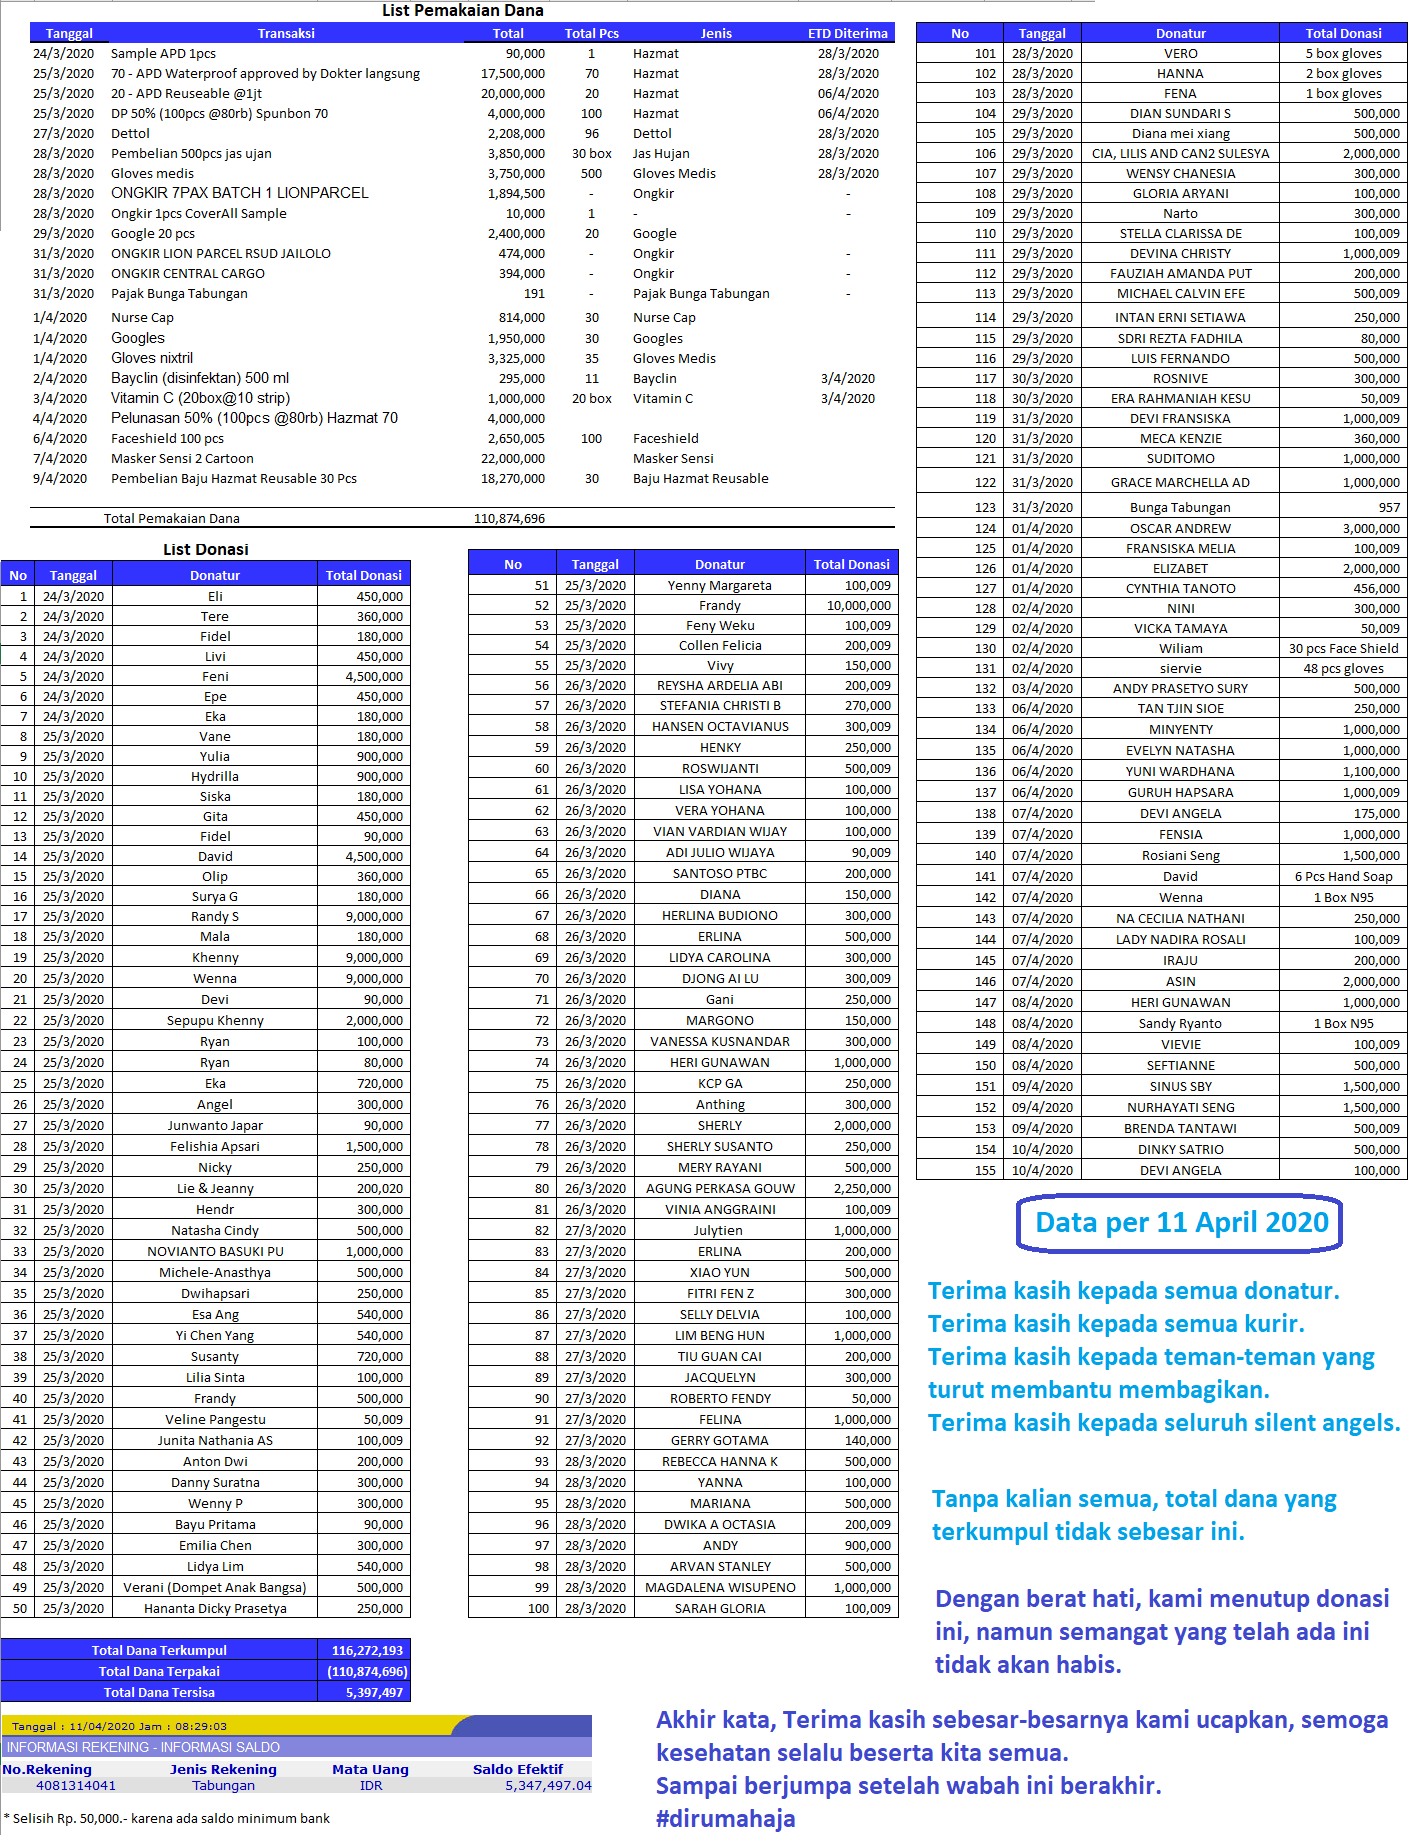 List Pemakaian Dana
Tanggal Transaksi Total Total Pcs Jenis ETD Diterima
24/3/2020 Sample APD 1pcs 90,000 1 Hazmat 28/3/2020
25/3/2020 70 - APD Waterproof approved by Dokter langsung 17,500,000 70 Hazmat 28/3/2020
25/3/2020 20 - APD Reuseable @1jt 20,000,000 20 Hazmat 06/4/2020
25/3/2020 DP 50% (100pcs @80rb) Spunbon 70 4,000,000 100 Hazmat 06/4/2020
27/3/2020 Dettol 2,208,000 96 Dettol 28/3/2020
28/3/2020 Pembelian 500pcs jas ujan 3,850,000 30 box Jas Hujan 28/3/2020
28/3/2020 Gloves medis 3,750,000 500 Gloves Medis 28/3/2020
28/3/2020 ONGKIR 7PAX BATCH 1 LIONPARCEL 1,894,500 - Ongkir -
28/3/2020 Ongkir 1pcs CoverAll Sample 10,000 1 - -
29/3/2020 Google 20 pcs 2,400,000 20 Google
31/3/2020 ONGKIR LION PARCEL RSUD JAILOLO 474,000 - Ongkir -
31/3/2020 ONGKIR CENTRAL CARGO 394,000 - Ongkir -
31/3/2020 Pajak Bunga Tabungan 191 - Pajak Bunga Tabungan -
1/4/2020 Nurse Cap 814,000 30 Nurse Cap
1/4/2020 Googles 1,950,000 30 Googles
1/4/2020 Gloves nixtril 3,325,000 35 Gloves Medis
2/4/2020 Bayclin (disinfektan) 500 ml 295,000 11 Bayclin 3/4/2020
3/4/2020 Vitamin C (20box@10 strip) 1,000,000 20 box Vitamin C 3/4/2020
4/4/2020 Pelunasan 50% (100pcs @80rb) Hazmat 70 4,000,000
6/4/2020 Faceshield 100 pcs 2,650,005 100 Faceshield
7/4/2020 Masker Sensi 2 Cartoon 22,000,000 Masker Sensi
9/4/2020 Pembelian Baju Hazmat Reusable 30 Pcs 18,270,000 30 Baju Hazmat Reusable
Total Pemakaian Dana 110,874,696
List Donasi
No Tanggal Donatur Total Donasi
1 24/3/2020 Eli 450,000
2 24/3/2020 Tere 360,000
3 24/3/2020 Fidel 180,000
4 24/3/2020 Livi 450,000
5 24/3/2020 Feni 4,500,000
6 24/3/2020 Epe 450,000
7 24/3/2020 Eka 180,000
8 25/3/2020 Vane 180,000
9 25/3/2020 Yulia 900,000
10 25/3/2020 Hydrilla 900,000
11 25/3/2020 Siska 180,000
12 25/3/2020 Gita 450,000
13 25/3/2020 Fidel 90,000
14 25/3/2020 David 4,500,000
15 25/3/2020 Olip 360,000
16 25/3/2020 Surya G 180,000
17 25/3/2020 Randy S 9,000,000
18 25/3/2020 Mala 180,000
19 25/3/2020 Khenny 9,000,000
20 25/3/2020 Wenna 9,000,000
21 25/3/2020 Devi 90,000
22 25/3/2020 Sepupu Khenny 2,000,000
23 25/3/2020 Ryan 100,000
24 25/3/2020 Ryan 80,000
25 25/3/2020 Eka 720,000
26 25/3/2020 Angel 300,000
27 25/3/2020 Junwanto Japar 90,000
28 25/3/2020 Felishia Apsari 1,500,000
29 25/3/2020 Nicky 250,000
30 25/3/2020 Lie & Jeanny 200,020
31 25/3/2020 Hendr 300,000
32 25/3/2020 Natasha Cindy 500,000
33 25/3/2020 NOVIANTO BASUKI PU 1,000,000
34 25/3/2020 Michele-Anasthya 500,000
35 25/3/2020 Dwihapsari 250,000
36 25/3/2020 Esa Ang 540,000
37 25/3/2020 Yi Chen Yang 540,000
38 25/3/2020 Susanty 720,000
39 25/3/2020 Lilia Sinta 100,000
40 25/3/2020 Frandy 500,000
41 25/3/2020 Veline Pangestu 50,009
42 25/3/2020 Junita Nathania AS 100,009
43 25/3/2020 Anton Dwi 200,000
44 25/3/2020 Danny Suratna 300,000
45 25/3/2020 Wenny P 300,000
46 25/3/2020 Bayu Pritama 90,000
47 25/3/2020 Emilia Chen 300,000
48 25/3/2020 Lidya Lim 540,000
49 25/3/2020 Verani (Dompet Anak Bangsa) 500,000
50 25/3/2020 Hananta Dicky Prasetya 250,000
No Tanggal Donatur Total Donasi
51 25/3/2020 Yenny Margareta 100,009
52 25/3/2020 Frandy 10,000,000
53 25/3/2020 Feny Weku 100,009
54 25/3/2020 Collen Felicia 200,009
55 25/3/2020 Vivy 150,000
56 26/3/2020 REYSHA ARDELIA ABI 200,009
57 26/3/2020 STEFANIA CHRISTI B 270,000
58 26/3/2020 HANSEN OCTAVIANUS 300,009
59 26/3/2020 HENKY 250,000
60 26/3/2020 ROSWIJANTI 500,009
61 26/3/2020 LISA YOHANA 100,000
62 26/3/2020 VERA YOHANA 100,000
63 26/3/2020 VIAN VARDIAN WIJAY 100,000
64 26/3/2020 ADI JULIO WIJAYA 90,009
65 26/3/2020 SANTOSO PTBC 200,000
66 26/3/2020 DIANA 150,000
67 26/3/2020 HERLINA BUDIONO 300,000
68 26/3/2020 ERLINA 500,000
69 26/3/2020 LIDYA CAROLINA 300,000
70 26/3/2020 DJONG AI LU 300,009
71 26/3/2020 Gani 250,000
72 26/3/2020 MARGONO 150,000
73 26/3/2020 VANESSA KUSNANDAR 300,000
74 26/3/2020 HERI GUNAWAN 1,000,000
75 26/3/2020 KCP GA 250,000
76 26/3/2020 Anthing 300,000
77 26/3/2020 SHERLY 2,000,000
78 26/3/2020 SHERLY SUSANTO 250,000
79 26/3/2020 MERY RAYANI 500,000
80 26/3/2020 AGUNG PERKASA GOUW 2,250,000
81 26/3/2020 VINIA ANGGRAINI 100,009
82 27/3/2020 Julytien 1,000,000
83 27/3/2020 ERLINA 200,000
84 27/3/2020 XIAO YUN 500,000
85 27/3/2020 FITRI FEN Z 300,000
86 27/3/2020 SELLY DELVIA 100,000
87 27/3/2020 LIM BENG HUN 1,000,000
88 27/3/2020 TIU GUAN CAI 200,000
89 27/3/2020 JACQUELYN 300,000
90 27/3/2020 ROBERTO FENDY 50,000
91 27/3/2020 FELINA 1,000,000
92 27/3/2020 GERRY GOTAMA 140,000
93 28/3/2020 REBECCA HANNA K 500,000
94 28/3/2020 YANNA 100,000
95 28/3/2020 MARIANA 500,000
96 28/3/2020 DWIKA A OCTASIA 200,009
97 28/3/2020 ANDY 900,000
98 28/3/2020 ARVAN STANLEY 500,000
99 28/3/2020 MAGDALENA WISUPENO 1,000,000
100 28/3/2020 SARAH GLORIA 100,009
No Tanggal Donatur Total Donasi
101 28/3/2020 VERO 5 box gloves
102 28/3/2020 HANNA 2 box gloves
103 28/3/2020 FENA 1 box gloves
104 29/3/2020 DIAN SUNDARI S 500,000
105 29/3/2020 Diana mei xiang 500,000
106 29/3/2020 CIA, LILIS AND CAN2 SULESYA 2,000,000
107 29/3/2020 WENSY CHANESIA 300,000
108 29/3/2020 GLORIA ARYANI 100,000
109 29/3/2020 Narto 300,000
110 29/3/2020 STELLA CLARISSA DE 100,009
111 29/3/2020 DEVINA CHRISTY 1,000,009
112 29/3/2020 FAUZIAH AMANDA PUT 200,000
113 29/3/2020 MICHAEL CALVIN EFE 500,009
114 29/3/2020 INTAN ERNI SETIAWA 250,000
115 29/3/2020 SDRI REZTA FADHILA 80,000
116 29/3/2020 LUIS FERNANDO 500,000
117 30/3/2020 ROSNIVE 300,000
118 30/3/2020 ERA RAHMANIAH KESU 50,009
119 31/3/2020 DEVI FRANSISKA 1,000,009
120 31/3/2020 MECA KENZIE 360,000
121 31/3/2020 SUDITOMO 1,000,000
122 31/3/2020 GRACE MARCHELLA AD 1,000,000
123 31/3/2020 Bunga Tabungan 957
124 01/4/2020 OSCAR ANDREW 3,000,000
125 01/4/2020 FRANSISKA MELIA 100,009
126 01/4/2020 ELIZABET 2,000,000
127 01/4/2020 CYNTHIA TANOTO 456,000
128 02/4/2020 NINI 300,000
129 02/4/2020 VICKA TAMAYA 50,009
130 02/4/2020 Wiliam 30 pcs Face Shield
131 02/4/2020 siervie 48 pcs gloves
132 03/4/2020 ANDY PRASETYO SURY 500,000
133 06/4/2020 TAN TJIN SIOE 250,000
134 06/4/2020 MINYENTY 1,000,000
135 06/4/2020 EVELYN NATASHA 1,000,000
136 06/4/2020 YUNI WARDHANA 1,100,000
137 06/4/2020 GURUH HAPSARA 1,000,009
138 07/4/2020 DEVI ANGELA 175,000
139 07/4/2020 FENSIA 1,000,000
140 07/4/2020 Rosiani Seng 1,500,000
141 07/4/2020 David 6 Pcs Hand Soap
142 07/4/2020 Wenna 1 Box N95
143 07/4/2020 NA CECILIA NATHANI 250,000
144 07/4/2020 LADY NADIRA ROSALI 100,009
145 07/4/2020 IRAJU 200,000
146 07/4/2020 ASIN 2,000,000
147 08/4/2020 HERI GUNAWAN 1,000,000
148 08/4/2020 Sandy Ryanto 1 Box N95
149 08/4/2020 VIEVIE 100,009
150 08/4/2020 SEFTIANNE 500,000
151 09/4/2020 SINUS SBY 1,500,000
152 09/4/2020 NURHAYATI SENG 1,500,000
153 09/4/2020 BRENDA TANTAWI 500,009
154 10/4/2020 DINKY SATRIO 500,000
155 10/4/2020 DEVI ANGELA 100,000
Data per 11 April 2020
Terima kasih kepada semua donatur.
Terima kasih kepada semua kurir.
Terima kasih kepada teman-teman yang
turut membantu membagikan.
Terima kasih kepada seluruh silent angels.
Tanpa kalian semua, total dana yang
terkumpul tidak sebesar ini.
Dengan berat hati, kami menutup donasi
ini, namun semangat yang telah ada ini
tidak akan habis.
Total Dana Terkumpul 116,272,193
Total Dana Terpakai (110,874,696)
Total Dana Tersisa 5,397,497
Tanggal : 11/04/2020 Jam : 08:29:03
INFORMASI REKENING - INFORMASI SALDO
No.Rekening Jenis Rekening Mata Uang Saldo Efektif
4081314041 Tabungan IDR 5,347,497.04
* Selisih Rp. 50,000.- karena ada saldo minimum bank
Akhir kata, Terima kasih sebesar-besarnya kami ucapkan, semoga
kesehatan selalu beserta kita semua.
Sampai berjumpa setelah wabah ini berakhir.
#dirumahaja